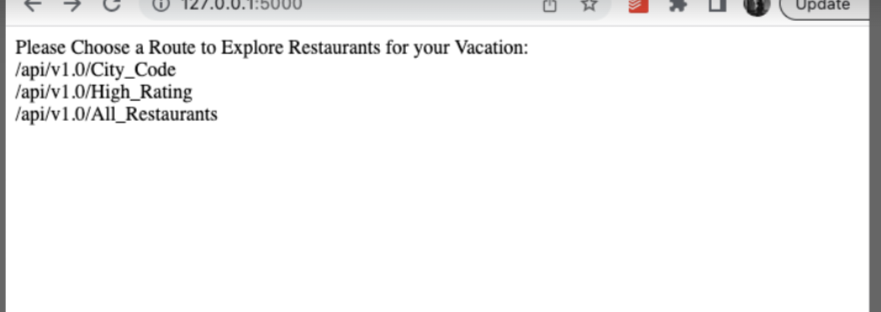 127.0.0.1:5000
Update
Please Choose a Route to Explore Restaurants for your Vacation:
/api/v1.0/City_Code
/api/v1.0/High_Rating
/api/v1.0/All_Restaurants